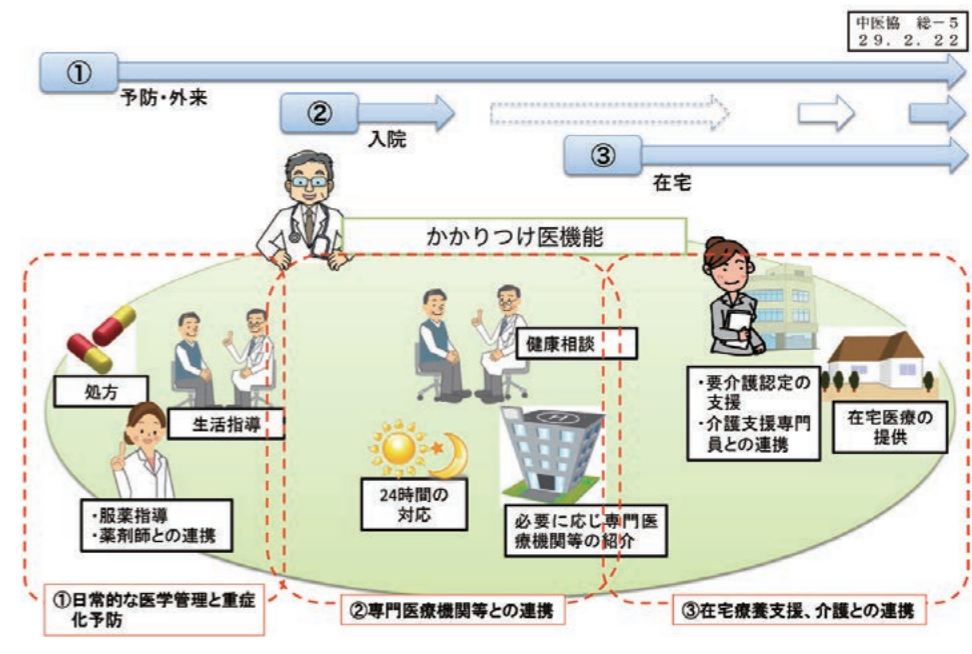 中医協 総－5
29．2．22
①
予防・外来
②
入院
③
在宅
かかりつけ医機能
処方
生活指導
・服薬指導
・薬剤師との連携
健康相談
24時間の
対応
必要に応じ専門医
療機関等の紹介
・要介護認定の
支援
・介護支援専門
員との連携
在宅医療の
提供
①日常的な医学管理と重症
化予防
②専門医療機関等との連携
③在宅療養支援、介護との連携